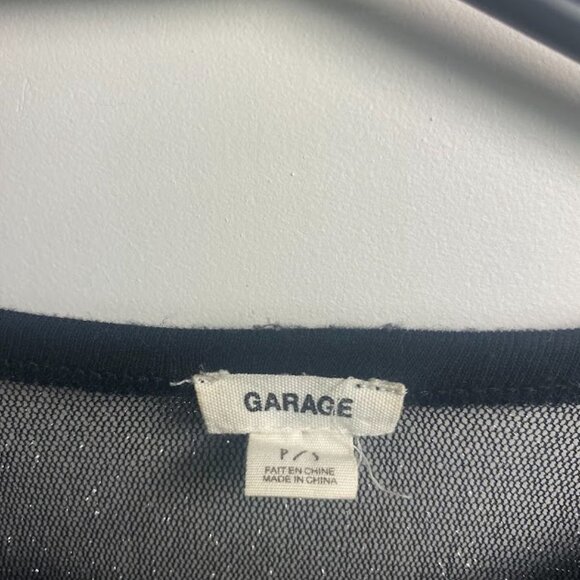 GARAGE
P/S
FAIT EN CHINE
MADE IN CHINA